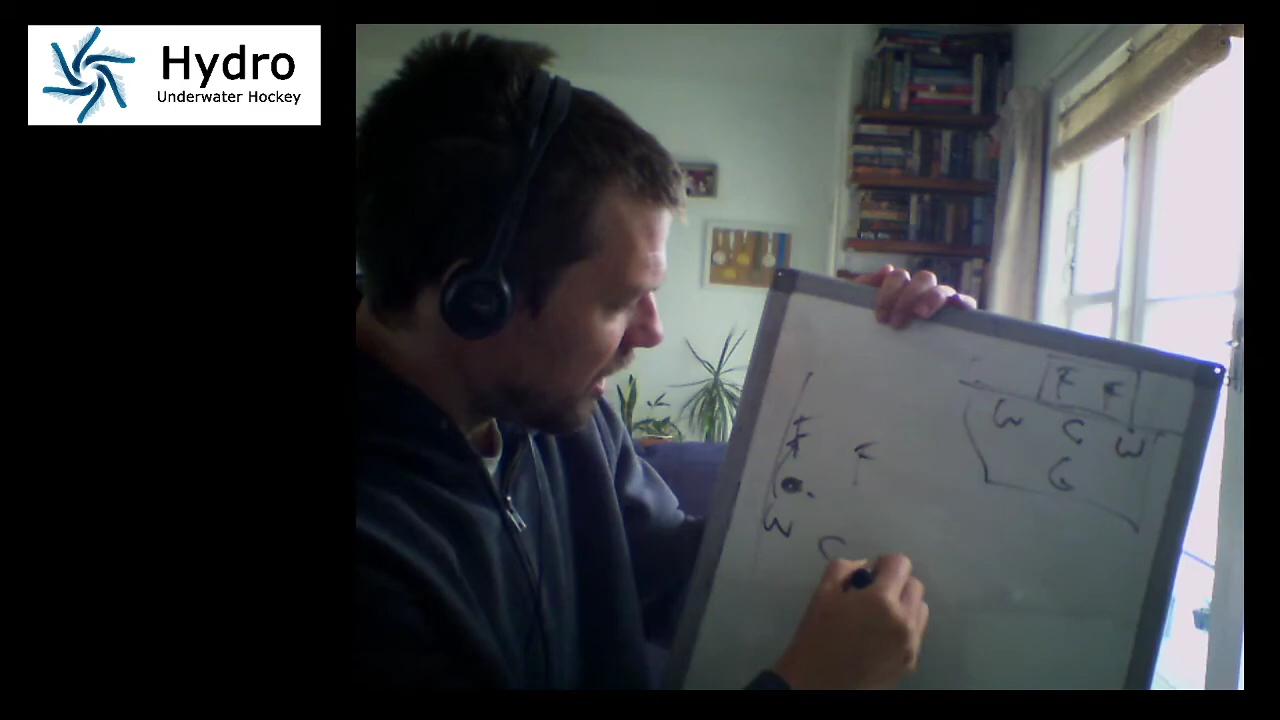 Hydro
Underwater Hockey
F F
W C W
G
F F
W C